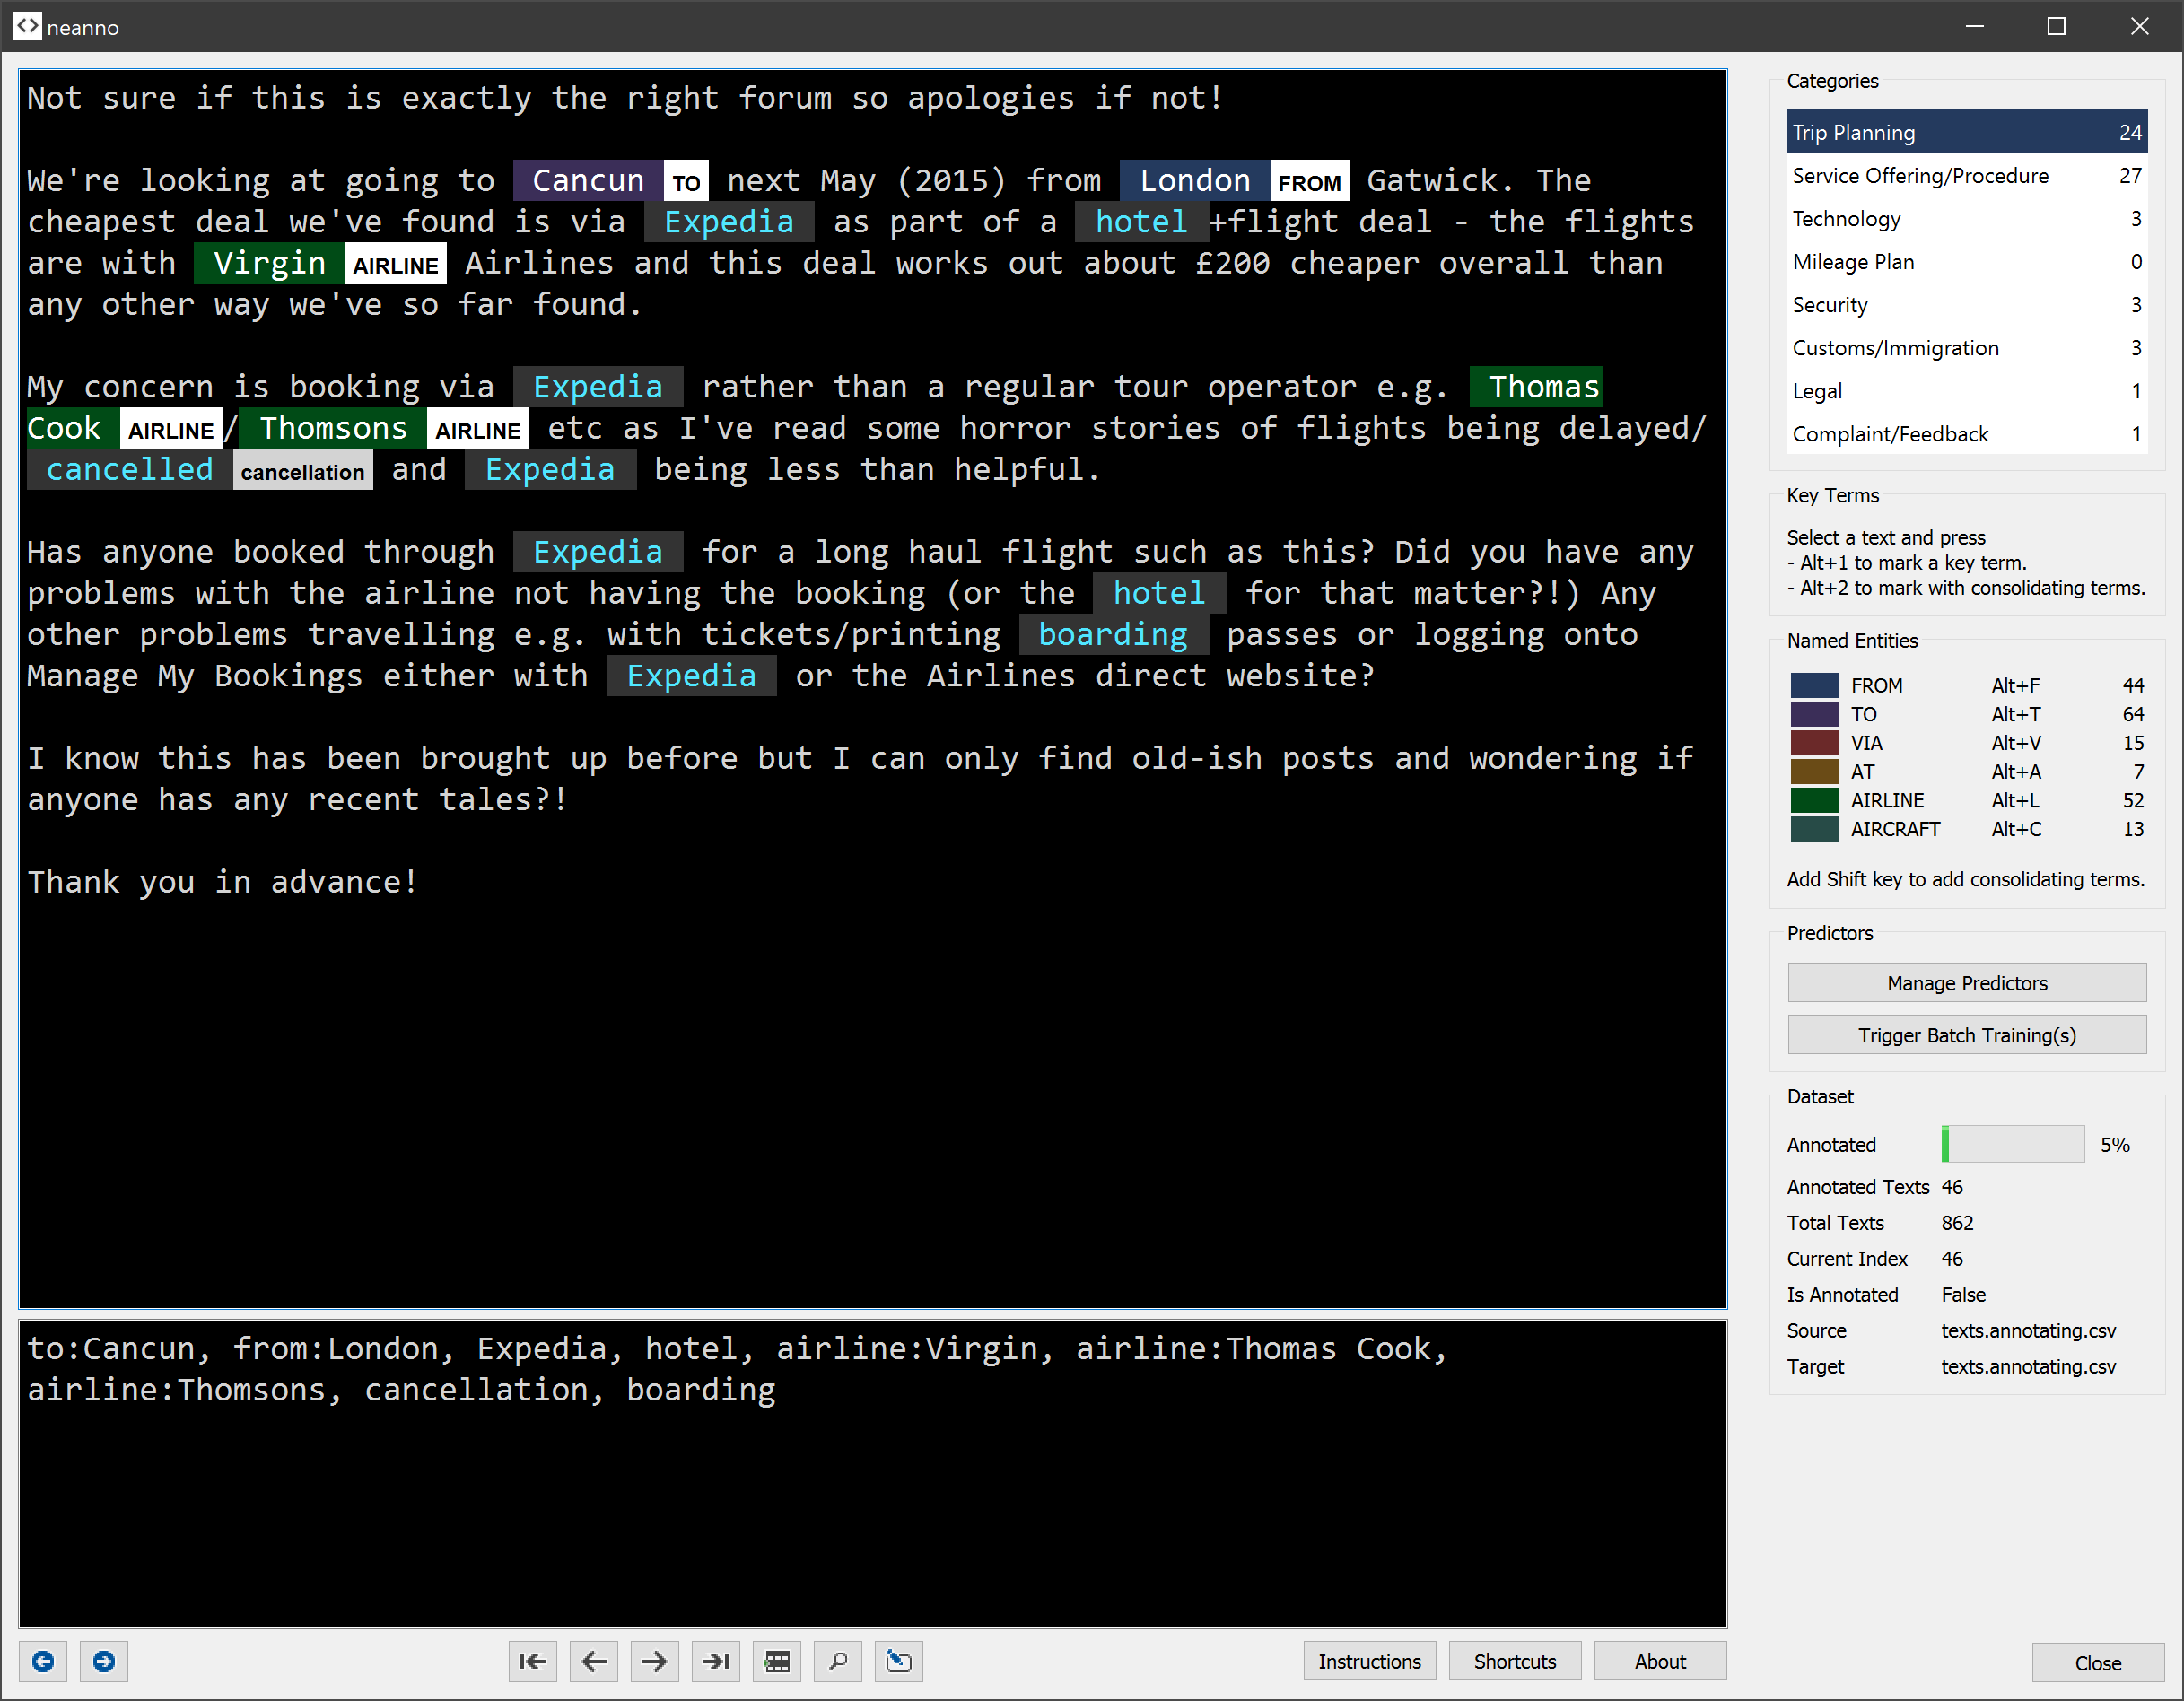 neanno
Not sure if this is exactly the right forum so apologies if not!
We're looking at going to Cancun TO next May (2015) from London FROM Gatwick. The
cheapest deal we've found is via Expedia as part of a hotel +flight deal - the flights
are with Virgin AIRLINE Airlines and this deal works out about £200 cheaper overall than
any other way we've so far found.
My concern is booking via Expedia rather than a regular tour operator e.g. Thomas
Cook AIRLINE / Thomsons AIRLINE etc as I've read some horror stories of flights being delayed/
cancelled cancellation and Expedia being less than helpful.
Has anyone booked through Expedia for a long haul flight such as this? Did you have any
problems with the airline not having the booking (or the hotel for that matter?!) Any
other problems travelling e.g. with tickets/printing boarding passes or logging onto
Manage My Bookings either with Expedia or the Airlines direct website?
I know this has been brought up before but I can only find old-ish posts and wondering if
anyone has any recent tales?!
Thank you in advance!
to:Cancun, from:London, Expedia, hotel, airline:Virgin, airline:Thomas Cook,
airline:Thomsons, cancellation, boarding
Instructions
Shortcuts
About
Categories
Trip Planning 24
Service Offering/Procedure 27
Technology 3
Mileage Plan 0
Security 3
Customs/Immigration 3
Legal 1
Complaint/Feedback 1
Key Terms
Select a text and press
- Alt+1 to mark a key term.
- Alt+2 to mark with consolidating terms.
Named Entities
FROM Alt+F 44
TO Alt+T 64
VIA Alt+V 15
AT Alt+A 7
AIRLINE Alt+L 52
AIRCRAFT Alt+C 13
Add Shift key to add consolidating terms.
Predictors
Manage Predictors
Trigger Batch Training(s)
Dataset
Annotated 5%
Annotated Texts 46
Total Texts 862
Current Index 46
Is Annotated False
Source texts.annotating.csv
Target texts.annotating.csv
Close